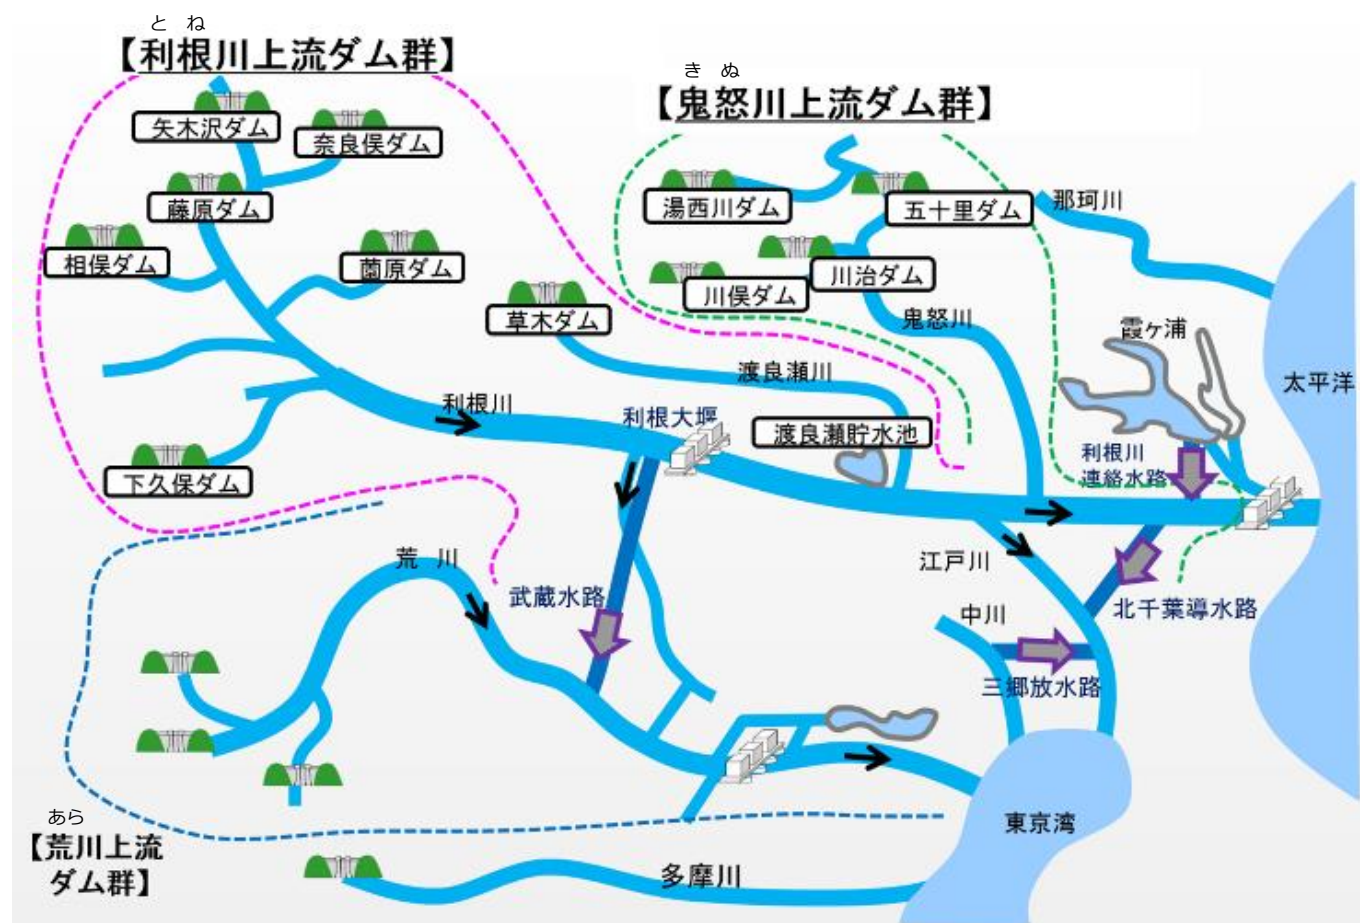 とね
【利根川上流ダム群】
きぬ
【鬼怒川上流ダム群】
矢木沢ダム
奈良俣ダム
藤原ダム
相俣ダム
薗原ダム
草木ダム
下久保ダム
湯西川ダム
五十里ダム
川治ダム
川俣ダム
那珂川
鬼怒川
霞ヶ浦
太平洋
渡良瀬川
利根川
利根大堰
渡良瀬貯水池
利根川
連絡水路
荒　川
武蔵水路
江戸川
中川
北千葉導水路
三郷放水路
東京湾
あら
【荒川上流
ダム群】
多摩川